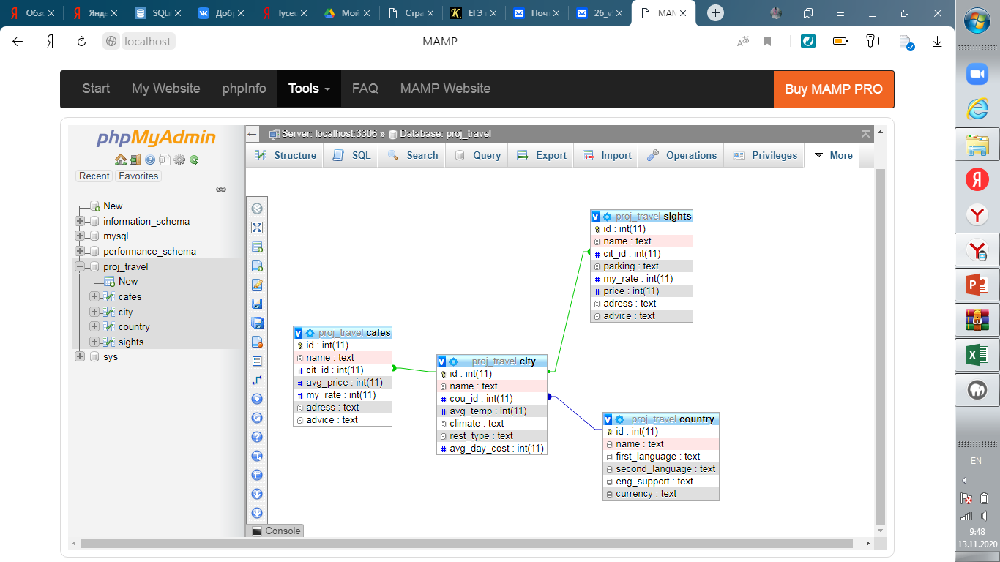 Обзо
Янде
SQLi
Добр
lyceu
Мой
Стра
ЕГЭ
Почт
26_v
MAM
localhost
MAMP
Start
My Website
phpInfo
Tools
FAQ
MAMP Website
Buy MAMP PRO
phpMyAdmin
Recent
Favorites
New
information_schema
mysql
performance_schema
proj_travel
New
cafes
city
country
sights
sys
Server: localhost:3306 » Database: proj_travel
Structure
SQL
Search
Query
Export
Import
Operations
Privileges
More
proj_travel sights
id : int(11)
name : text
cit_id : int(11)
parking : text
my_rate : int(11)
price : int(11)
adress : text
advice : text
proj_travel cafes
id : int(11)
name : text
cit_id : int(11)
avg_price : int(11)
my_rate : int(11)
adress : text
advice : text
proj_travel city
id : int(11)
name : text
cou_id : int(11)
avg_temp : int(11)
climate : text
rest_type : text
avg_day_cost : int(11)
proj_travel country
id : int(11)
name : text
first_language : text
second_language : text
eng_support : text
currency : text
Console
EN
9:48
13.11.2020